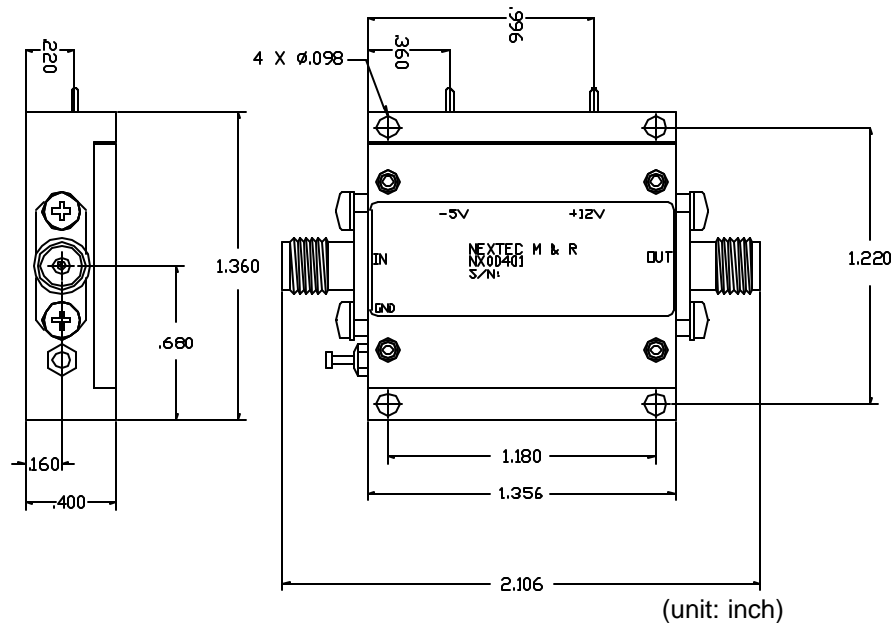 .220
.996
.360
4 X Ø.098
-5V
+12V
IN
NEXTEC M & R
NX00401
S/N:
OUT
GND
1.360
.680
1.220
.160
.400
1.180
1.356
2.106
(unit: inch)